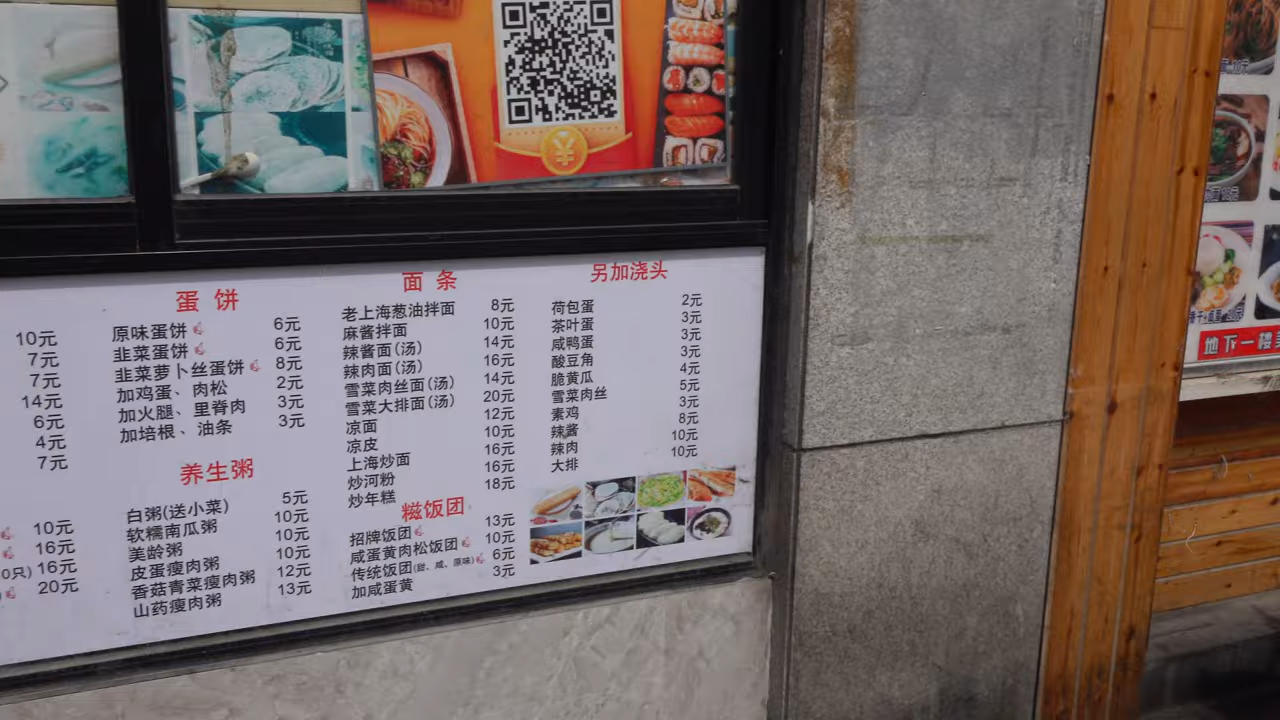 10元
7元
7元
14元
6元
4元
7元
10元
16元
0只) 16元
20元
蛋饼
原味蛋饼 6元
韭菜蛋饼 6元
韭菜萝卜丝蛋饼 8元
加鸡蛋、肉松 2元
加火腿、里脊肉 3元
加培根、油条 3元
养生粥
白粥(送小菜) 5元
软糯南瓜粥 10元
美龄粥 10元
皮蛋瘦肉粥 10元
香菇青菜瘦肉粥 12元
山药瘦肉粥 13元
面条
老上海葱油拌面 8元
麻酱拌面 10元
辣酱面(汤) 14元
辣肉面(汤) 16元
雪菜肉丝面(汤) 14元
雪菜大排面(汤) 20元
凉面 12元
凉皮 10元
上海炒面 16元
炒河粉 16元
炒年糕 18元
糍饭团
招牌饭团 13元
咸蛋黄肉松饭团 10元
传统饭团(甜、咸、原味) 6元
加咸蛋黄 3元
另加浇头
荷包蛋 2元
茶叶蛋 3元
咸鸭蛋 3元
酸豆角 3元
脆黄瓜 4元
雪菜肉丝 5元
素鸡 3元
辣酱 8元
辣肉 10元
大排 10元
地下一楼